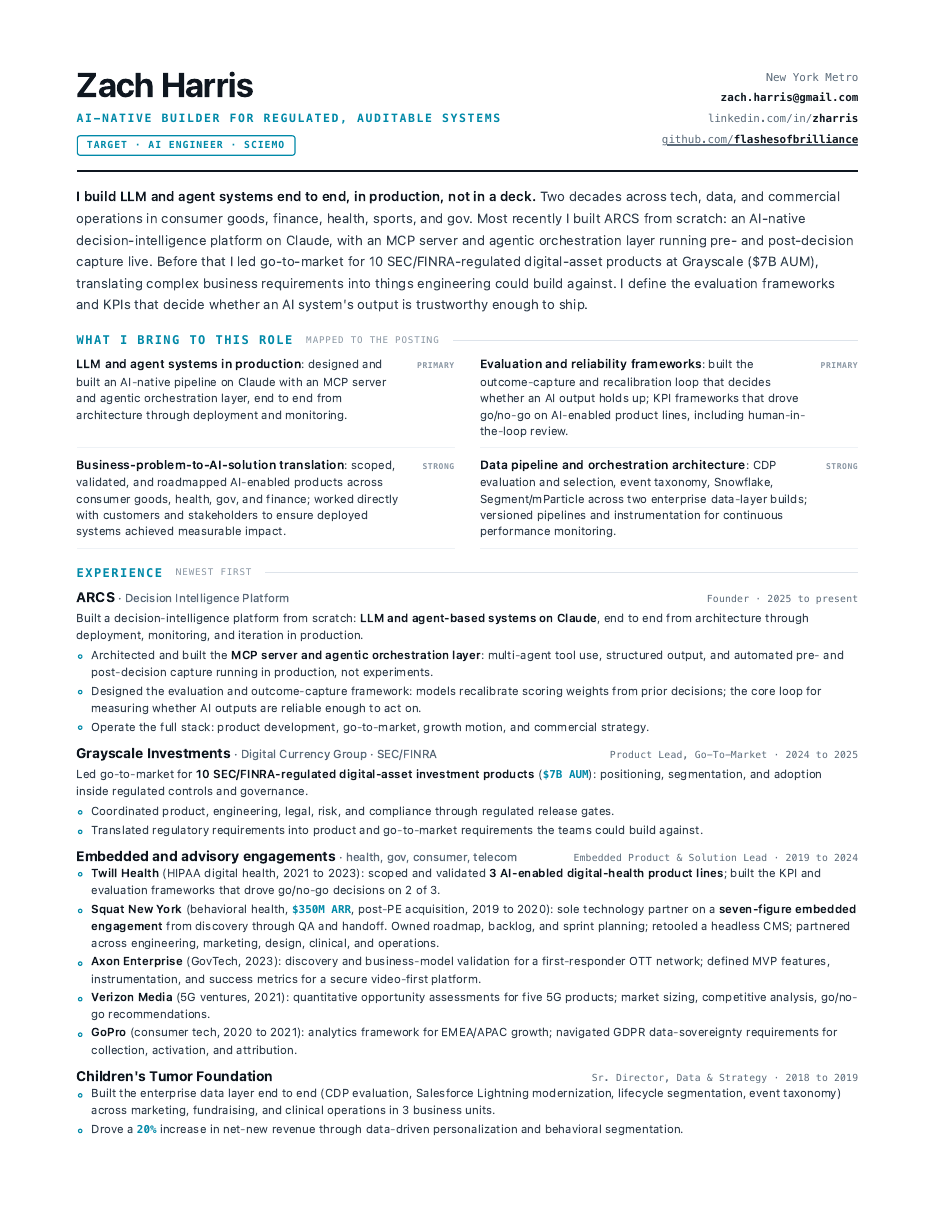 Zach Harris
AI–NATIVE BUILDER FOR REGULATED, AUDITABLE SYSTEMS
TARGET · AI ENGINEER · SCIEMO
New York Metro
zach.harris@gmail.com
linkedin.com/in/zharris
github.com/flashesofbrilliance
I build LLM and agent systems end to end, in production, not in a deck. Two decades across tech, data, and commercial
operations in consumer goods, finance, health, sports, and gov. Most recently I built ARCS from scratch: an AI-native
decision-intelligence platform on Claude, with an MCP server and agentic orchestration layer running pre- and post-decision
capture live. Before that I led go-to-market for 10 SEC/FINRA-regulated digital-asset products at Grayscale ($7B AUM),
translating complex business requirements into things engineering could build against. I define the evaluation frameworks
and KPIs that decide whether an AI system's output is trustworthy enough to ship.
WHAT I BRING TO THIS ROLE MAPPED TO THE POSTING
LLM and agent systems in production: designed and PRIMARY
built an AI-native pipeline on Claude with an MCP server
and agentic orchestration layer, end to end from
architecture through deployment and monitoring.
Evaluation and reliability frameworks: built the PRIMARY
outcome-capture and recalibration loop that decides
whether an AI output holds up; KPI frameworks that drove
go/no-go on AI-enabled product lines, including human-in-
the-loop review.
Business-problem-to-AI-solution translation: scoped, STRONG
validated, and roadmapped AI-enabled products across
consumer goods, health, gov, and finance; worked directly
with customers and stakeholders to ensure deployed
systems achieved measurable impact.
Data pipeline and orchestration architecture: CDP STRONG
evaluation and selection, event taxonomy, Snowflake,
Segment/mParticle across two enterprise data-layer builds;
versioned pipelines and instrumentation for continuous
performance monitoring.
EXPERIENCE NEWEST FIRST
ARCS · Decision Intelligence Platform Founder · 2025 to present
Built a decision-intelligence platform from scratch: LLM and agent-based systems on Claude, end to end from architecture through
deployment, monitoring, and iteration in production.
Architected and built the MCP server and agentic orchestration layer: multi-agent tool use, structured output, and automated pre- and
post-decision capture running in production, not experiments.
Designed the evaluation and outcome-capture framework: models recalibrate scoring weights from prior decisions; the core loop for
measuring whether AI outputs are reliable enough to act on.
Operate the full stack: product development, go-to-market, growth motion, and commercial strategy.
Grayscale Investments · Digital Currency Group · SEC/FINRA Product Lead, Go–To–Market · 2024 to 2025
Led go-to-market for 10 SEC/FINRA-regulated digital-asset investment products ($7B AUM): positioning, segmentation, and adoption
inside regulated controls and governance.
Coordinated product, engineering, legal, risk, and compliance through regulated release gates.
Translated regulatory requirements into product and go-to-market requirements the teams could build against.
Embedded and advisory engagements · health, gov, consumer, telecom Embedded Product & Solution Lead · 2019 to 2024
Twill Health (HIPAA digital health, 2021 to 2023): scoped and validated 3 AI-enabled digital-health product lines; built the KPI and
evaluation frameworks that drove go/no-go decisions on 2 of 3.
Squat New York (behavioral health, $350M ARR, post-PE acquisition, 2019 to 2020): sole technology partner on a seven-figure embedded
engagement from discovery through QA and handoff. Owned roadmap, backlog, and sprint planning; retooled a headless CMS; partnered
across engineering, marketing, design, clinical, and operations.
Axon Enterprise (GovTech, 2023): discovery and business-model validation for a first-responder OTT network; defined MVP features,
instrumentation, and success metrics for a secure video-first platform.
Verizon Media (5G ventures, 2021): quantitative opportunity assessments for five 5G products; market sizing, competitive analysis, go/no-
go recommendations.
GoPro (consumer tech, 2020 to 2021): analytics framework for EMEA/APAC growth; navigated GDPR data-sovereignty requirements for
collection, activation, and attribution.
Children's Tumor Foundation Sr. Director, Data & Strategy · 2018 to 2019
Built the enterprise data layer end to end (CDP evaluation, Salesforce Lightning modernization, lifecycle segmentation, event taxonomy)
across marketing, fundraising, and clinical operations in 3 business units.
Drove a 20% increase in net-new revenue through data-driven personalization and behavioral segmentation.